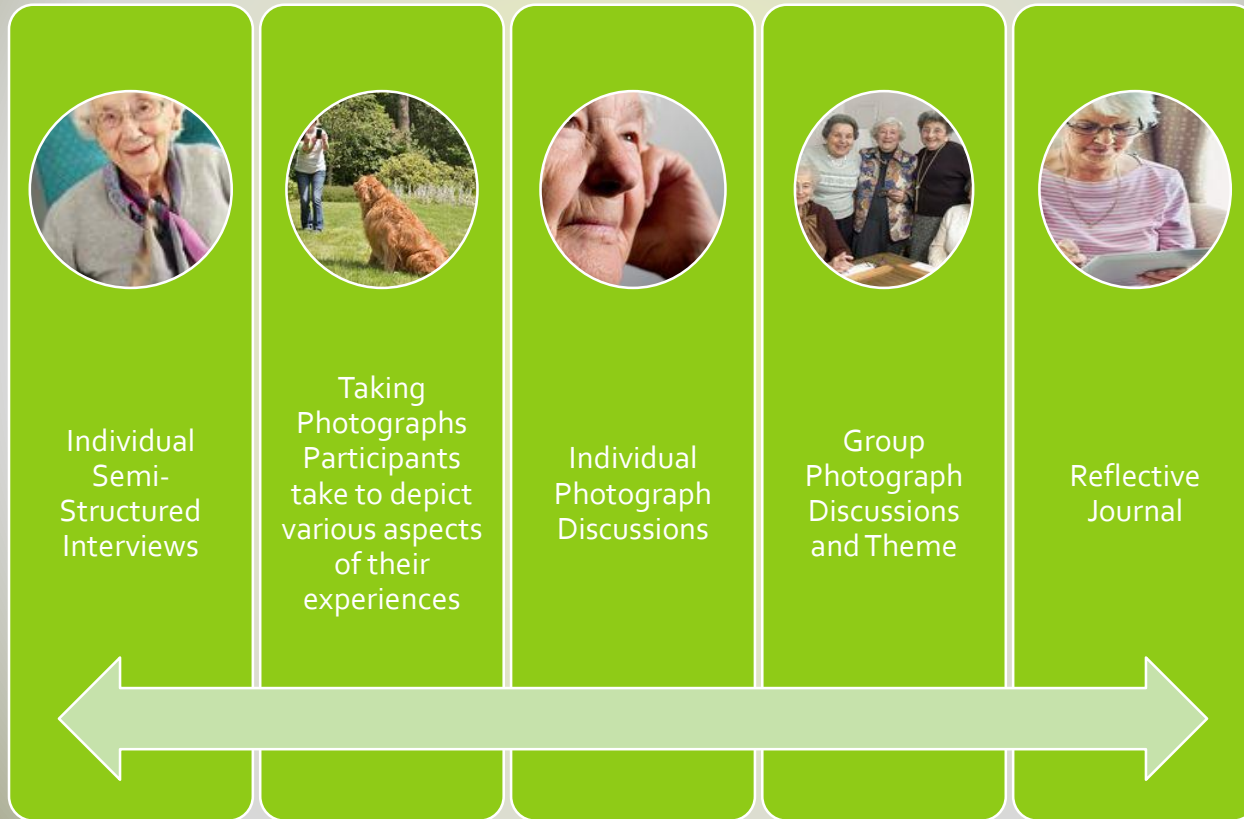 Individual
Semi-
Structured
Interviews
Taking
Photographs
Participants
take to depict
various aspects
of their
experiences
Individual
Photograph
Discussions
Group
Photograph
Discussions
and Theme
Reflective
Journal